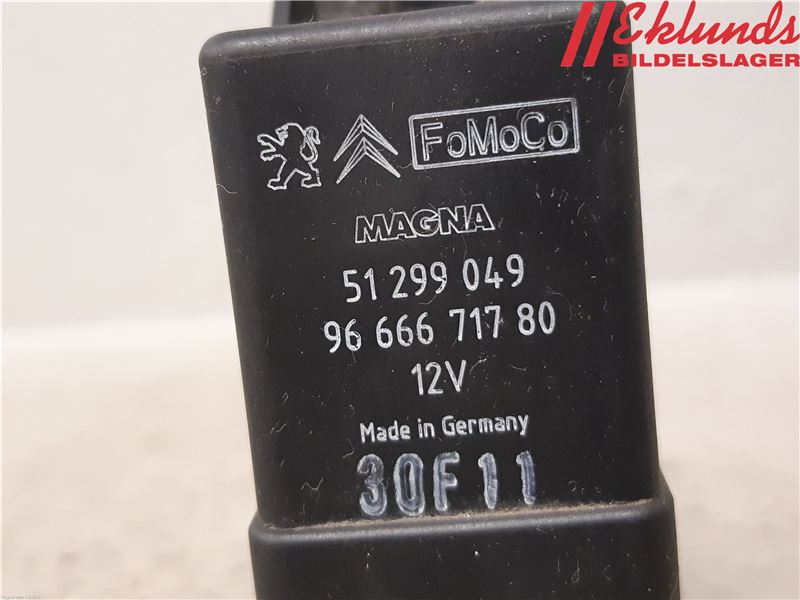 Eklunds
BILDELSLAGER
FoMoCo
MAGNA
51 299 049
96 666 717 80
12V
Made in Germany
30F11